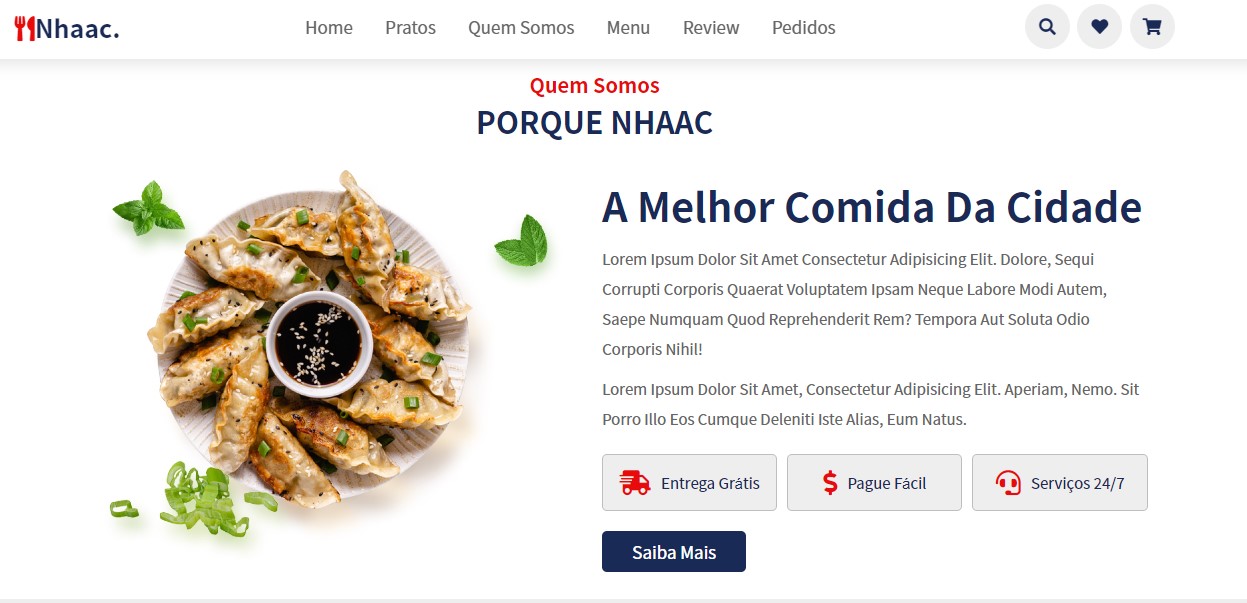 Nhaac.
Home Pratos Quem Somos Menu Review Pedidos
Quem Somos
PORQUE NHAAC
A Melhor Comida Da Cidade
Lorem Ipsum Dolor Sit Amet Consectetur Adipisicing Elit. Dolore, Sequi
Corrupti Corporis Quaerat Voluptatem Ipsam Neque Labore Modi Autem,
Saepe Numquam Quod Reprehenderit Rem? Tempora Aut Soluta Odio
Corporis Nihil!
Lorem Ipsum Dolor Sit Amet, Consectetur Adipisicing Elit. Aperiam, Nemo. Sit
Porro Illo Eos Cumque Deleniti Iste Alias, Eum Natus.
Entrega Grátis
Pague Fácil
Serviços 24/7
Saiba Mais